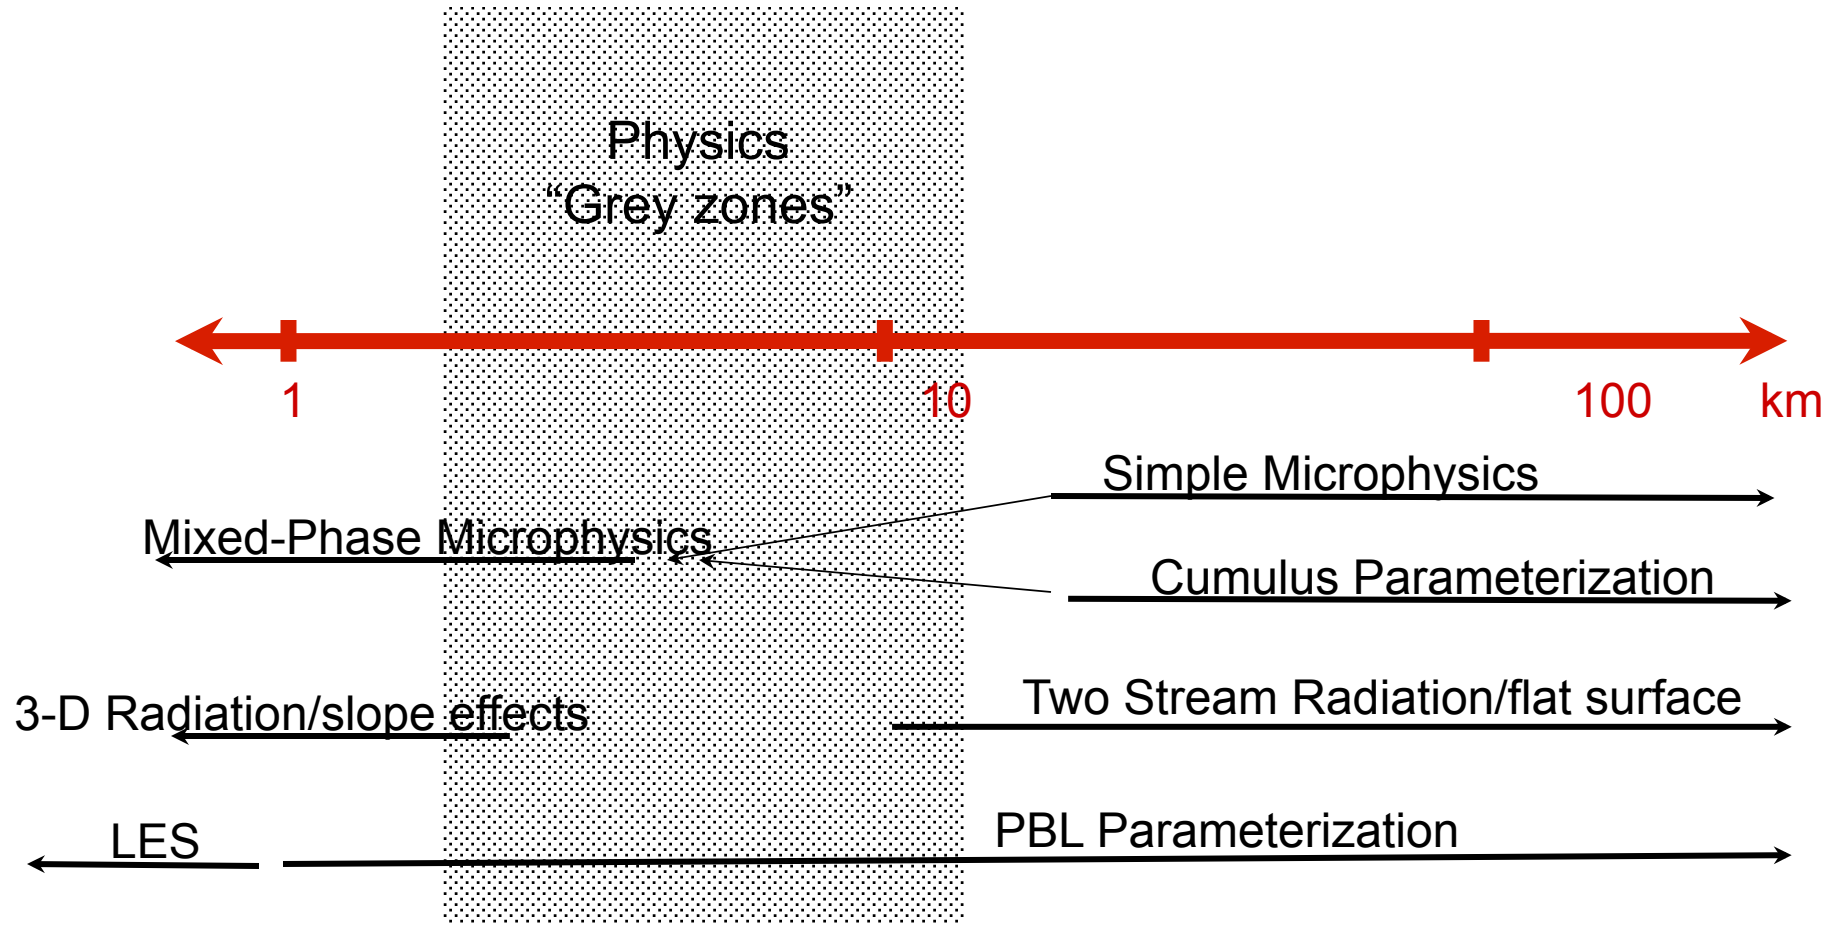 Physics
“Grey zones”
1
10
100
km
Simple Microphysics
Mixed-Phase Microphysics
Cumulus Parameterization
Two Stream Radiation/flat surface
3-D Radiation/slope effects
PBL Parameterization
LES